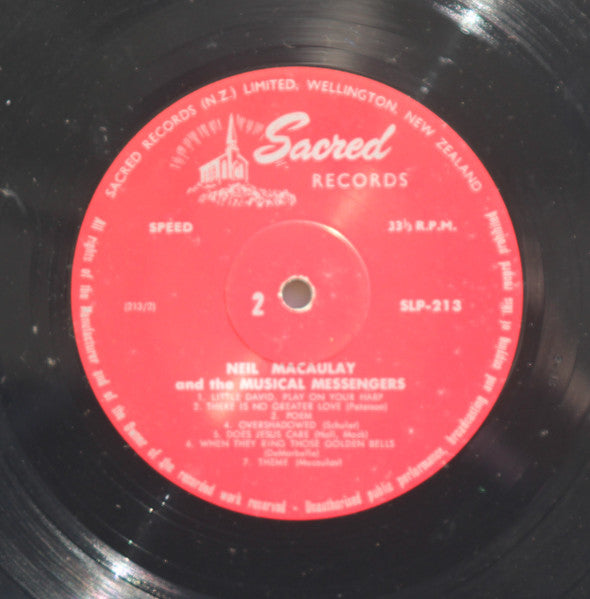 SACRED RECORDS (N.Z.) LIMITED, WELLINGTON, NEW ZEALAND
Sacred
RECORDS
SPEED
33⅓ R.P.M.
(213/2)
2
SLP-213
NEIL MACAULAY
and the MUSICAL MESSENGERS
1. LITTLE DAVID, PLAY ON YOUR HARP
2. THERE IS NO GREATER LOVE (Peterson)
3. POEM
4. OVERSHADOWED (Schuler)
5. DOES JESUS CARE (Hall, Mack)
6. WHEN THEY RING THOSE GOLDEN BELLS
(DeMarbelle)
7. THEME (Macaulay)
All rights of the Manufacturer and of the Owner of the recorded work reserved - Unauthorised public performance, broadcasting and copying of this record prohibited